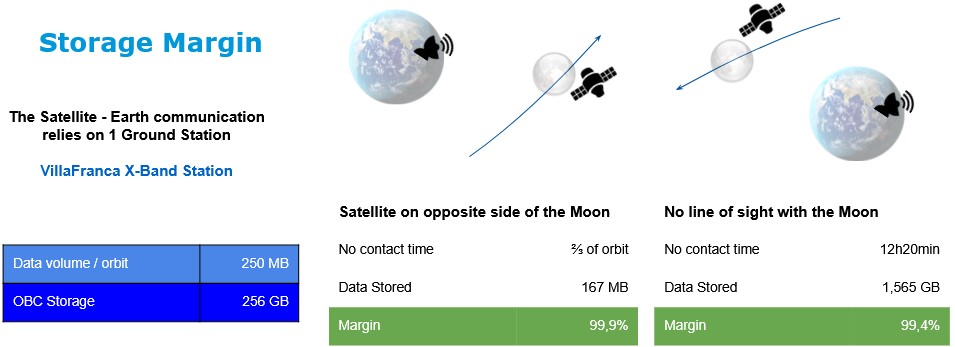 Storage Margin
The Satellite - Earth communication
relies on 1 Ground Station
VillaFranca X-Band Station
Data volume / orbit 250 MB
OBC Storage 256 GB
Satellite on opposite side of the Moon
No contact time ⅔ of orbit
Data Stored 167 MB
Margin 99,9%
No line of sight with the Moon
No contact time 12h20min
Data Stored 1,565 GB
Margin 99,4%